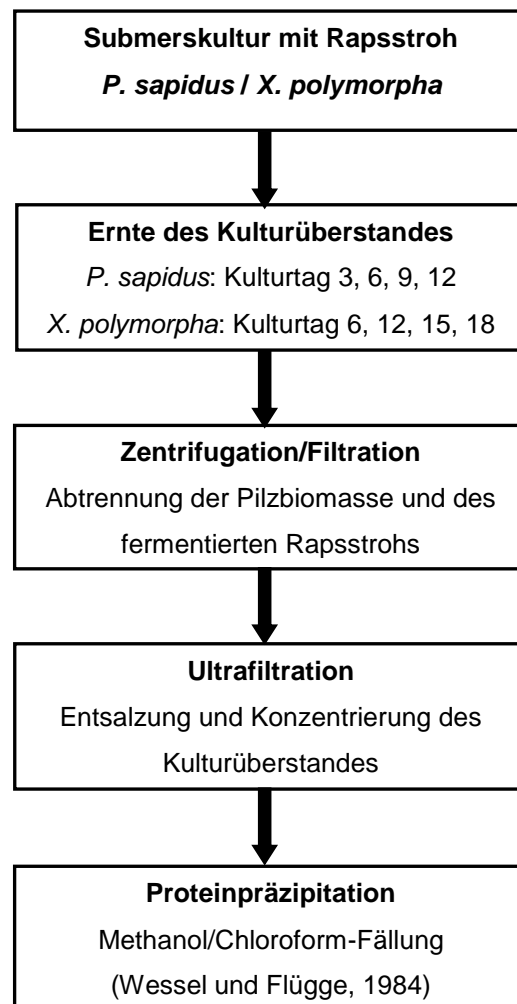 Submerskultur mit Rapsstroh
P. sapidus / X. polymorpha
Ernte des Kulturüberstandes
P. sapidus: Kulturtag 3, 6, 9, 12
X. polymorpha: Kulturtag 6, 12, 15, 18
Zentrifugation/Filtration
Abtrennung der Pilzbiomasse und des
fermentierten Rapsstrohs
Ultrafiltration
Entsalzung und Konzentrierung des
Kulturüberstandes
Proteinpräzipitation
Methanol/Chloroform-Fällung
(Wessel und Flügge, 1984)